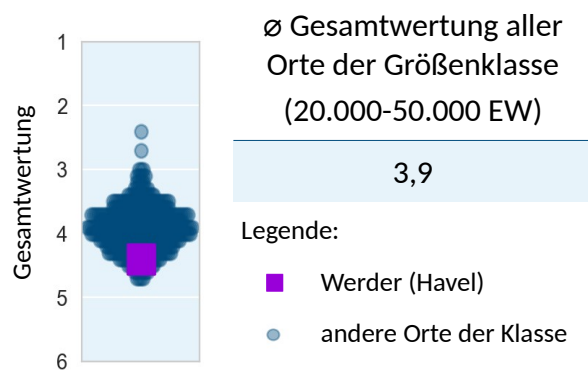 ø Gesamtwertung aller
Orte der Größenklasse
(20.000-50.000 EW)
3,9
Legende:
Werder (Havel)
andere Orte der Klasse
Gesamtwertung
1
2
3
4
5
6